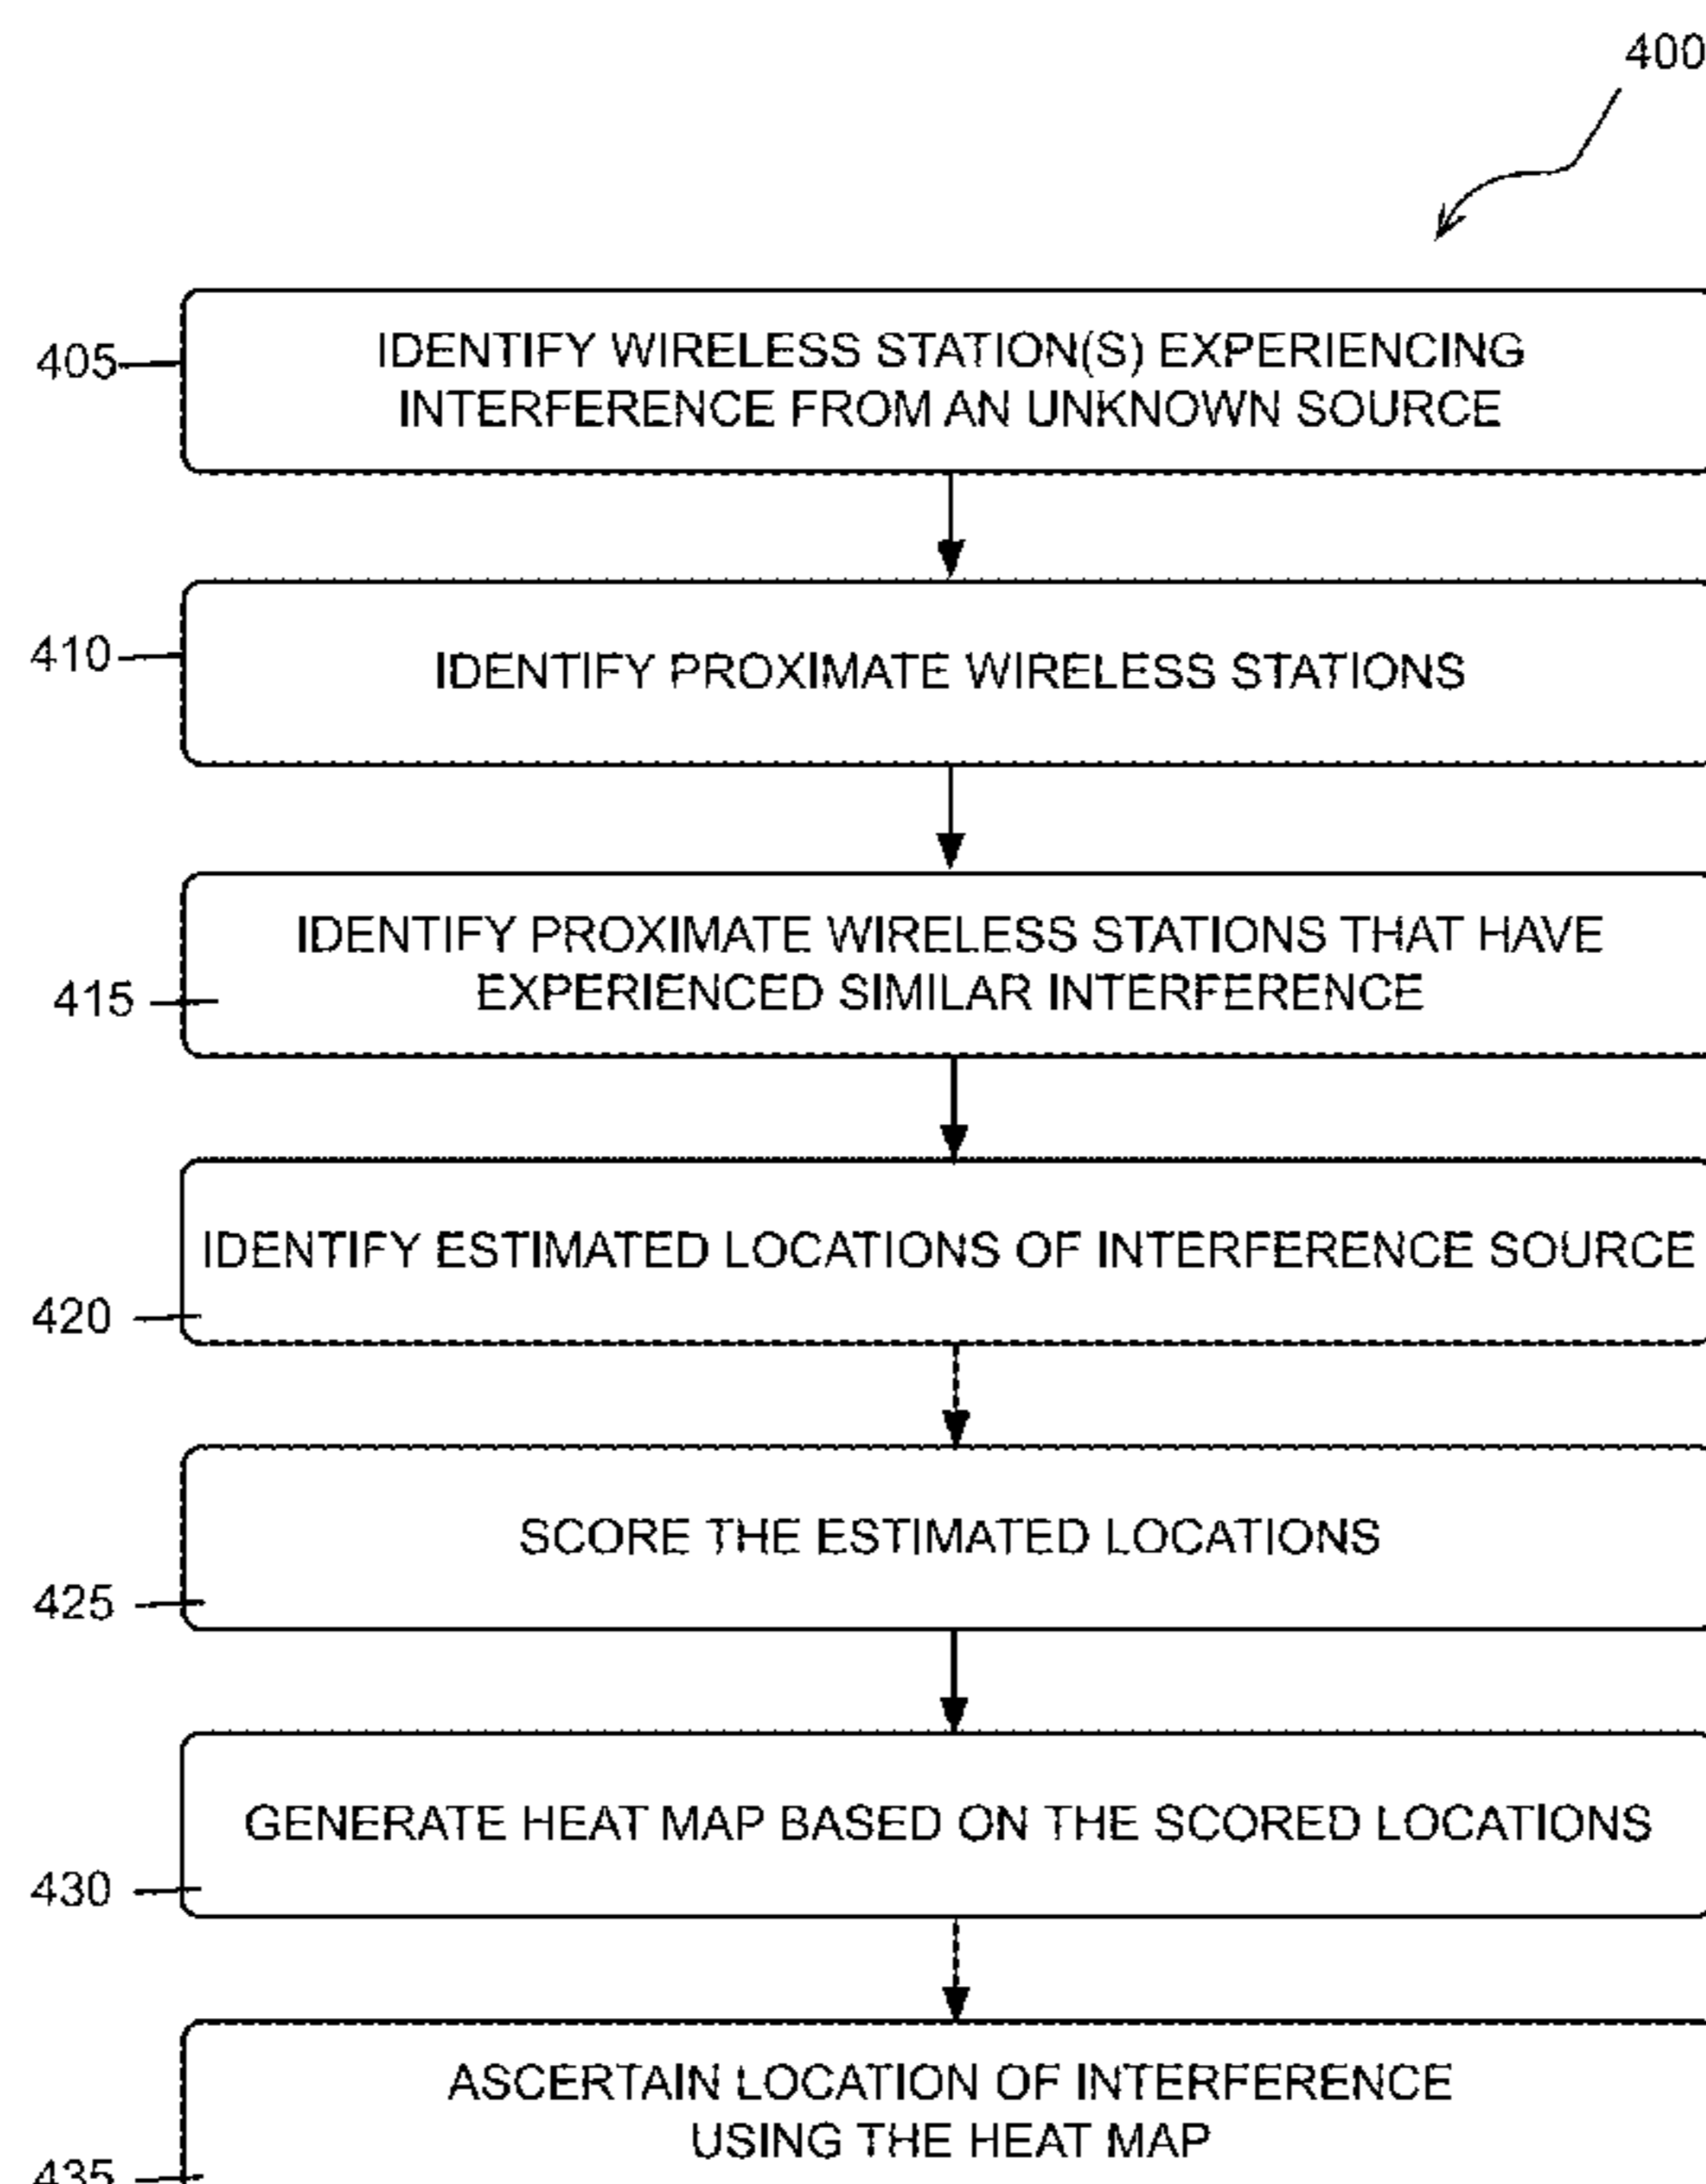 400
405
IDENTIFY WIRELESS STATION(S) EXPERIENCING
INTERFERENCE FROM AN UNKNOWN SOURCE
410
IDENTIFY PROXIMATE WIRELESS STATIONS
IDENTIFY PROXIMATE WIRELESS STATIONS THAT HAVE
EXPERIENCED SIMILAR INTERFERENCE
415
IDENTIFY ESTIMATED LOCATIONS OF INTERFERENCE SOURCE
420
SCORE THE ESTIMATED LOCATIONS
425
GENERATE HEAT MAP BASED ON THE SCORED LOCATIONS
430
ASCERTAIN LOCATION OF INTERFERENCE
USING THE HEAT MAP
435